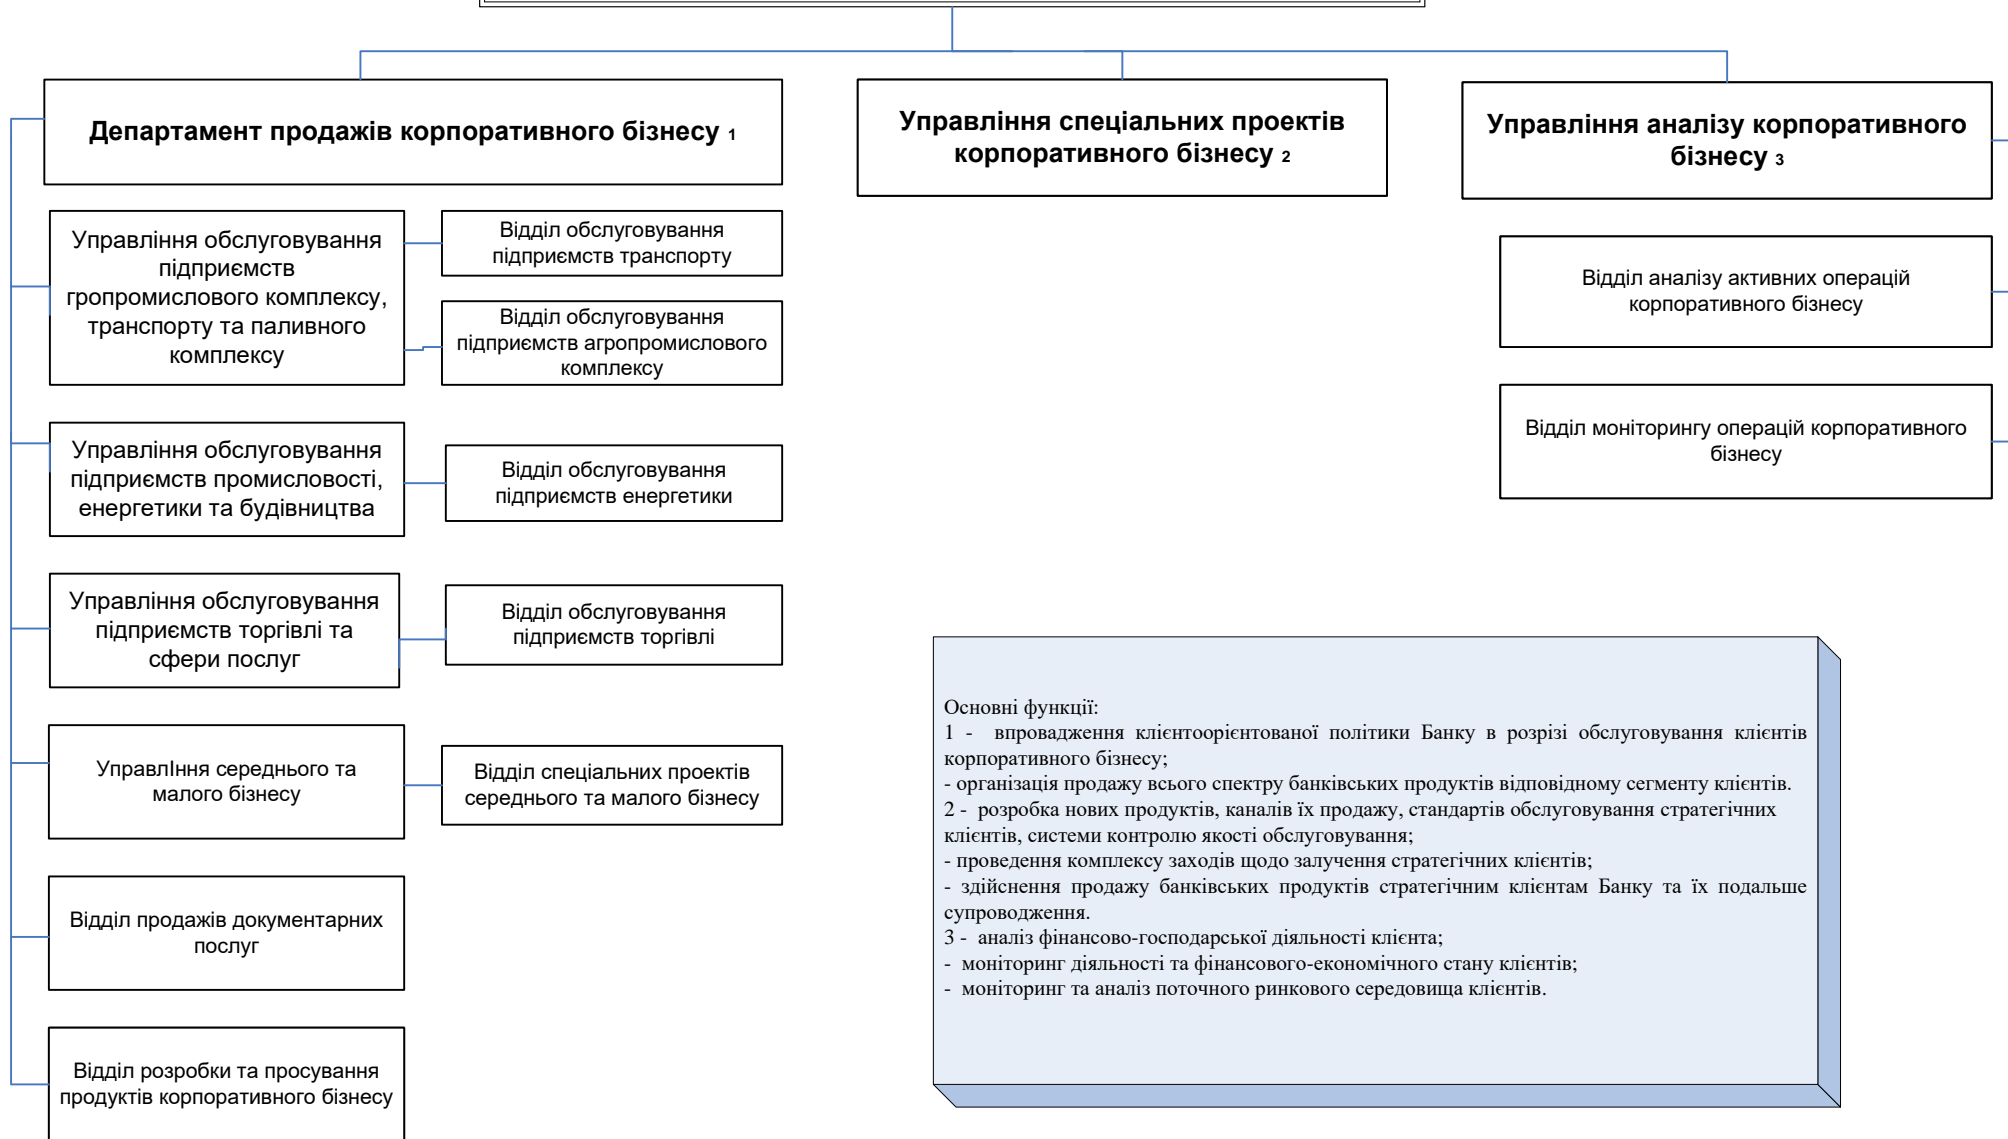 Департамент продажів корпоративного бізнесу 1
Управління спеціальних проектів
корпоративного бізнесу 2
Управління аналізу корпоративного
бізнесу 3
Управління обслуговування
підприємств
гропромислового комплексу,
транспорту та паливного
комплексу
Відділ обслуговування
підприємств транспорту
Відділ обслуговування
підприємств агропромислового
комплексу
Відділ аналізу активних операцій
корпоративного бізнесу
Відділ моніторингу операцій корпоративного
бізнесу
Управління обслуговування
підприємств промисловості,
енергетики та будівництва
Відділ обслуговування
підприємств енергетики
Управління обслуговування
підприємств торгівлі та
сфери послуг
Відділ обслуговування
підприємств торгівлі
УправлІння середнього та
малого бізнесу
Відділ спеціальних проектів
середнього та малого бізнесу
Відділ продажів документарних
послуг
Відділ розробки та просування
продуктів корпоративного бізнесу
Основні функції:
1 - впровадження клієнтоорієнтованої політики Банку в розрізі обслуговування клієнтів
корпоративного бізнесу;
- організація продажу всього спектру банківських продуктів відповідному сегменту клієнтів.
2 - розробка нових продуктів, каналів їх продажу, стандартів обслуговування стратегічних
клієнтів, системи контролю якості обслуговування;
- проведення комплексу заходів щодо залучення стратегічних клієнтів;
- здійснення продажу банківських продуктів стратегічним клієнтам Банку та їх подальше
супроводження.
3 - аналіз фінансово-господарської діяльності клієнта;
- моніторинг діяльності та фінансового-економічного стану клієнтів;
- моніторинг та аналіз поточного ринкового середовища клієнтів.